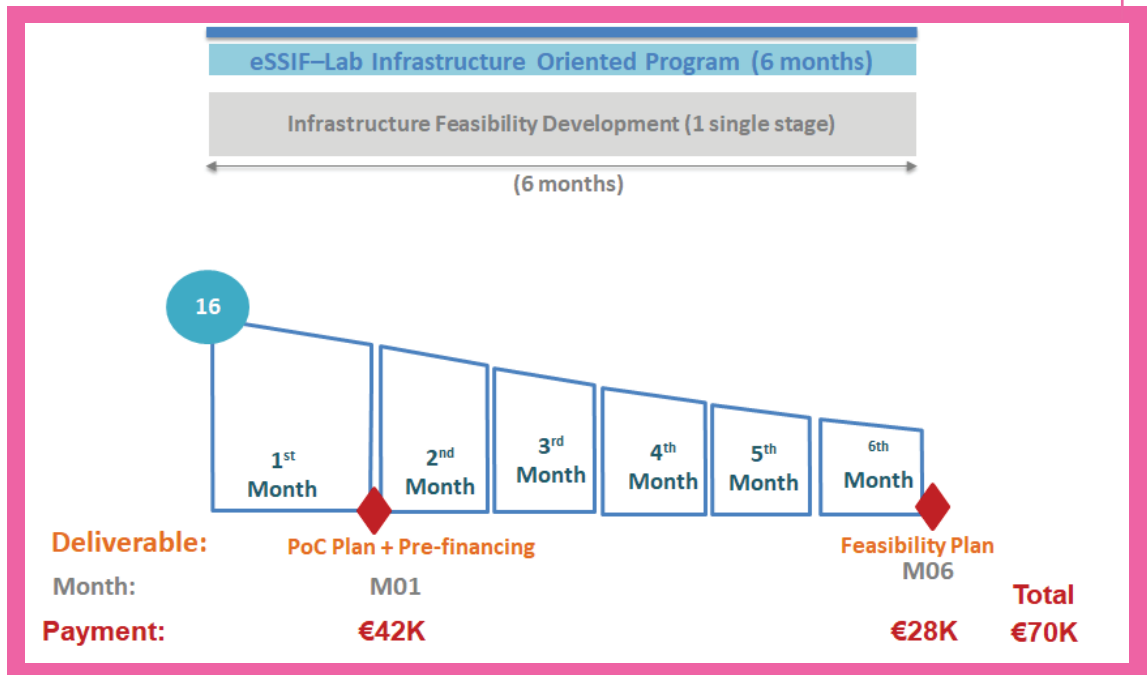 eSSIF–Lab Infrastructure Oriented Program (6 months)
Infrastructure Feasibility Development (1 single stage)
(6 months)
16
1st Month
2nd Month
3rd Month
4th Month
5th Month
6th Month
Deliverable: PoC Plan + Pre-financing Feasibility Plan
Month: M01 M06
Total
Payment: €42K €28K €70K